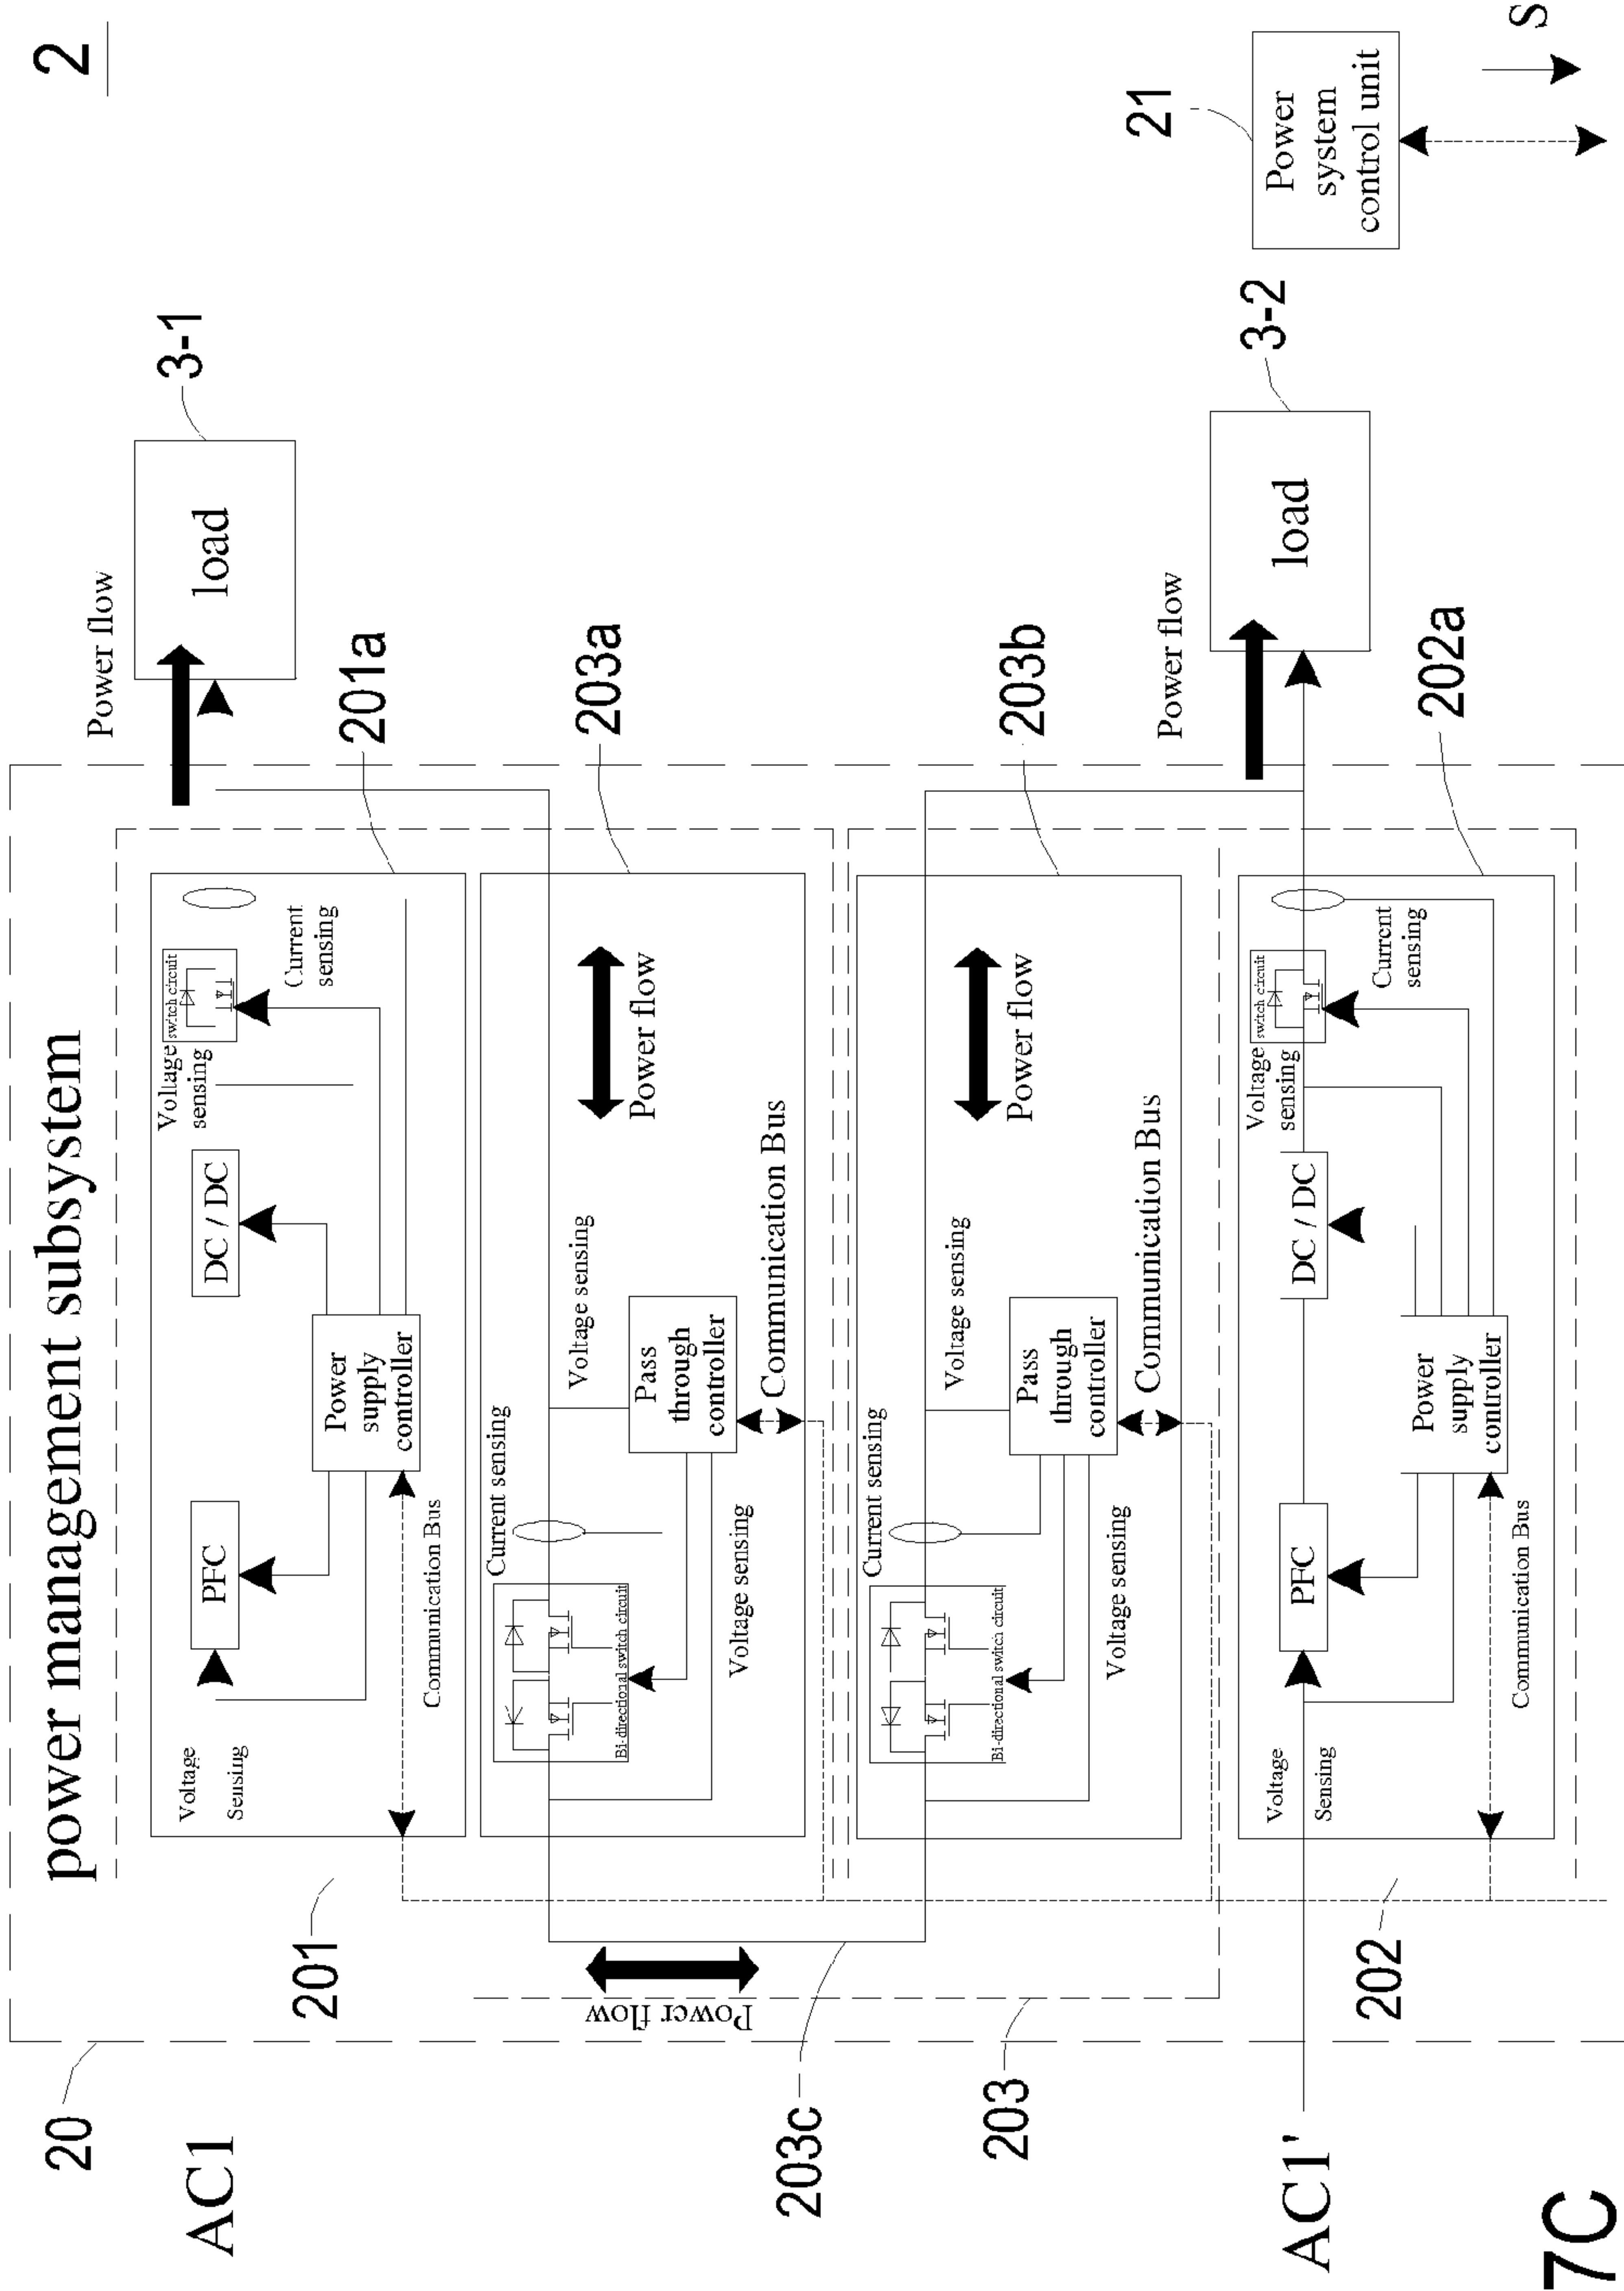 2
power management subsystem
20
AC1
201
Voltage
Sensing
PFC
Power
supply
controller
Communication Bus
DC / DC
Voltage
sensing
switch circuit
Current
sensing
201a
Power flow
load
3-1
203a
Current sensing
Bi-directional switch circuit
Voltage sensing
Voltage sensing
Pass
through
controller
Communication Bus
Power flow
Power flow
203c
203
203b
Current sensing
Bi-directional switch circuit
Voltage sensing
Voltage sensing
Pass
through
controller
Communication Bus
Power flow
AC1'
202
Voltage
Sensing
PFC
Power
supply
controller
Communication Bus
DC / DC
Voltage
sensing
switch circuit
Current
sensing
202a
Power flow
load
3-2
21
Power
system
control unit
S
7C